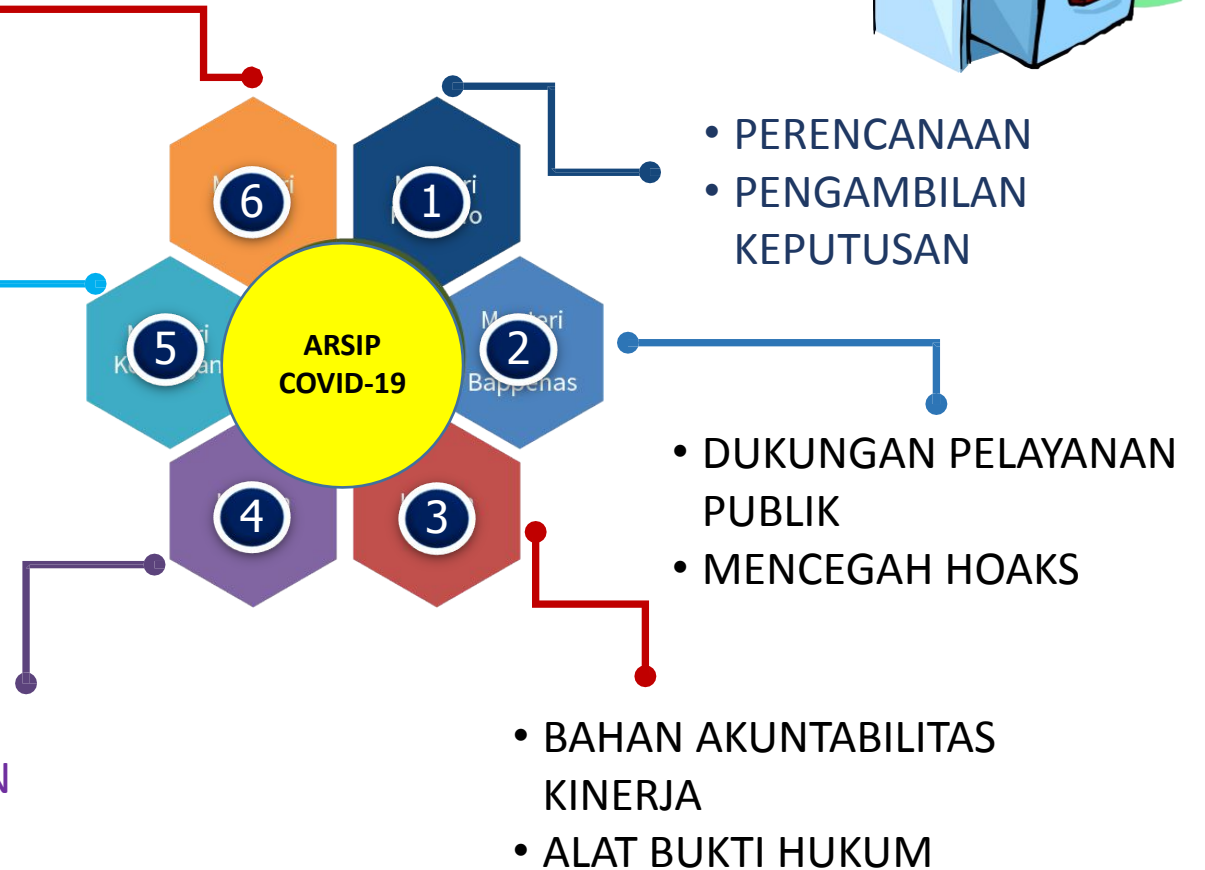 • PERENCANAAN
• PENGAMBILAN
KEPUTUSAN
6
1
5
ARSIP
COVID-19
2
Bappenas
4
3
• DUKUNGAN PELAYANAN
PUBLIK
• MENCEGAH HOAKS
• BAHAN AKUNTABILITAS
KINERJA
• ALAT BUKTI HUKUM